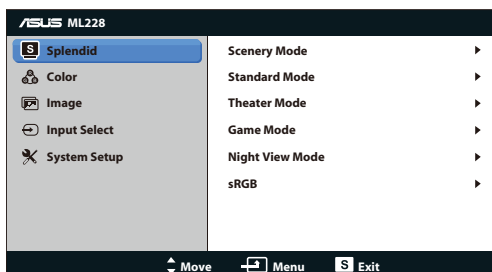 ASUS ML228
S Splendid
Color
Image
Input Select
System Setup
Scenery Mode
Standard Mode
Theater Mode
Game Mode
Night View Mode
sRGB
Move Menu S Exit